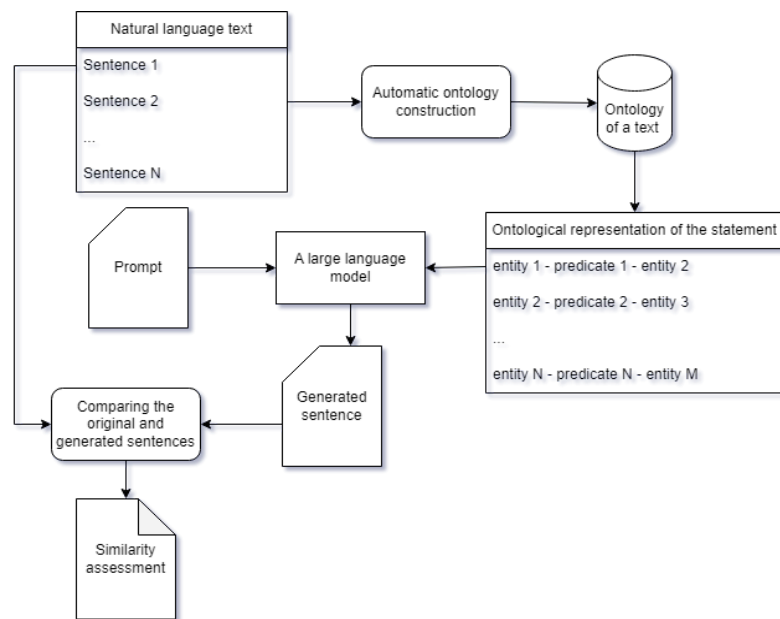 Natural language text
Sentence 1
Sentence 2
...
Sentence N
Automatic ontology
construction
Ontology
of a text
Ontological representation of the statement
entity 1 - predicate 1 - entity 2
entity 2 - predicate 2 - entity 3
...
entity N - predicate N - entity M
Prompt
A large language
model
Generated
sentence
Comparing the
original and
generated sentences
Similarity
assessment